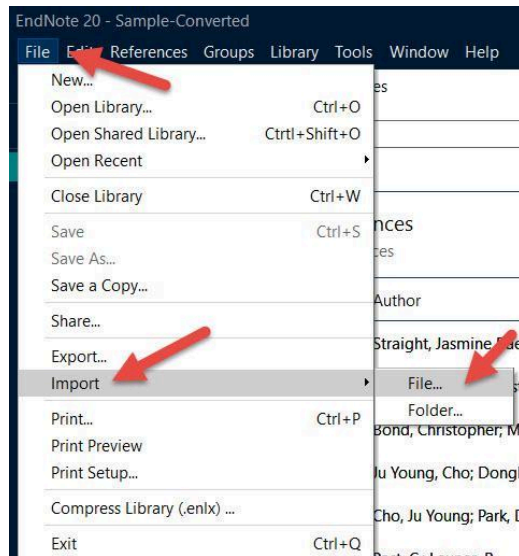 EndNote 20 - Sample-Converted
File Edit References Groups Library Tools Window Help
New...
es
Open Library... Ctrl+O
Open Shared Library... Ctrtl+Shift+O
Open Recent
Close Library Ctrl+W
nces
Save Ctrl+S
ces
Save As...
Save a Copy...
Author
Share...
Straight, Jasmine
Export...
Import
File...
Folder...
Print... Ctrl+P
Bond, Christopher; M
Print Preview
Print Setup...
Ju Young, Cho; Dongl
Compress Library (.enlx) ...
Cho, Ju Young; Park,
Exit Ctrl+Q